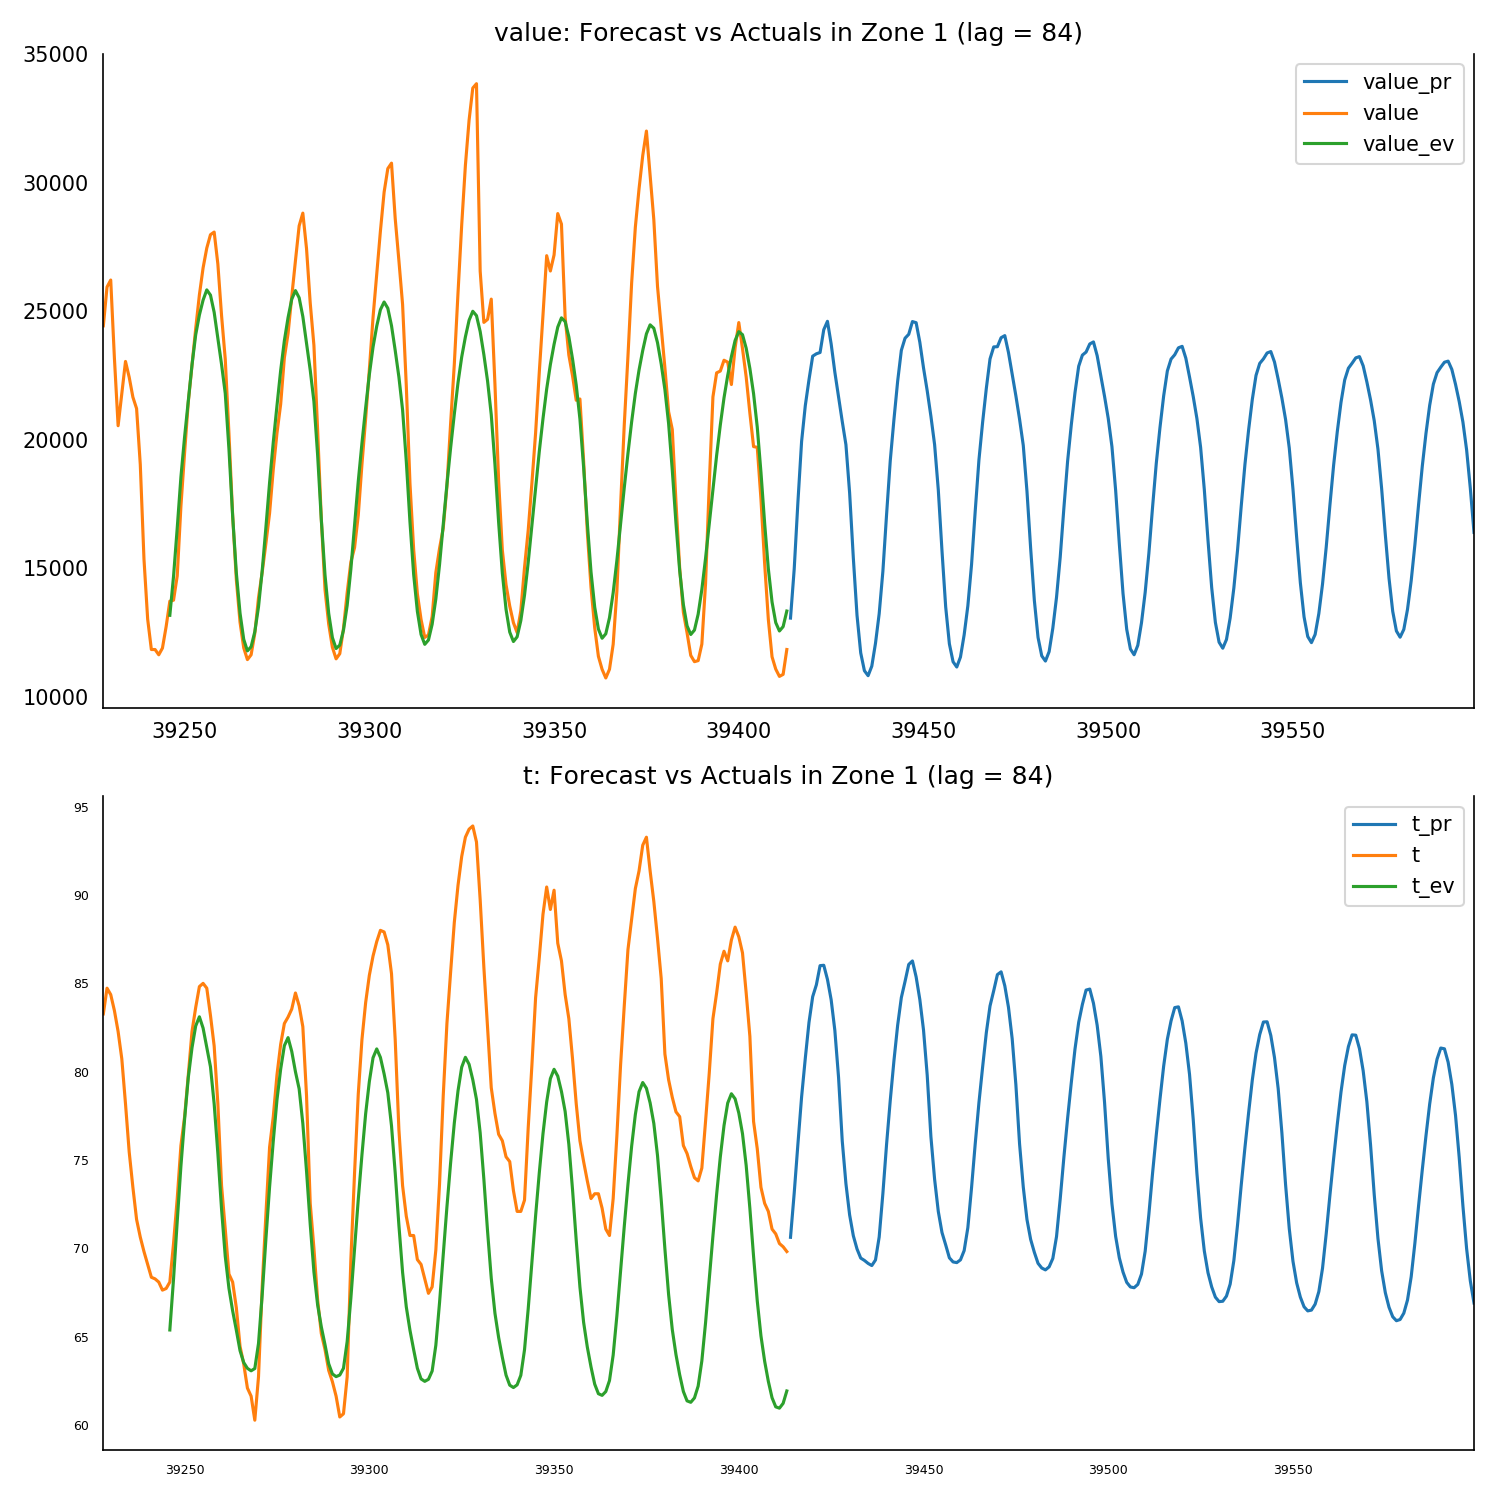 value: Forecast vs Actuals in Zone 1 (lag = 84)
35000
30000
25000
20000
15000
10000
value_pr
value
value_ev
39250 39300 39350 39400 39450 39500 39550
t: Forecast vs Actuals in Zone 1 (lag = 84)
95
90
85
80
75
70
65
60
t_pr
t
t_ev
39250 39300 39350 39400 39450 39500 39550